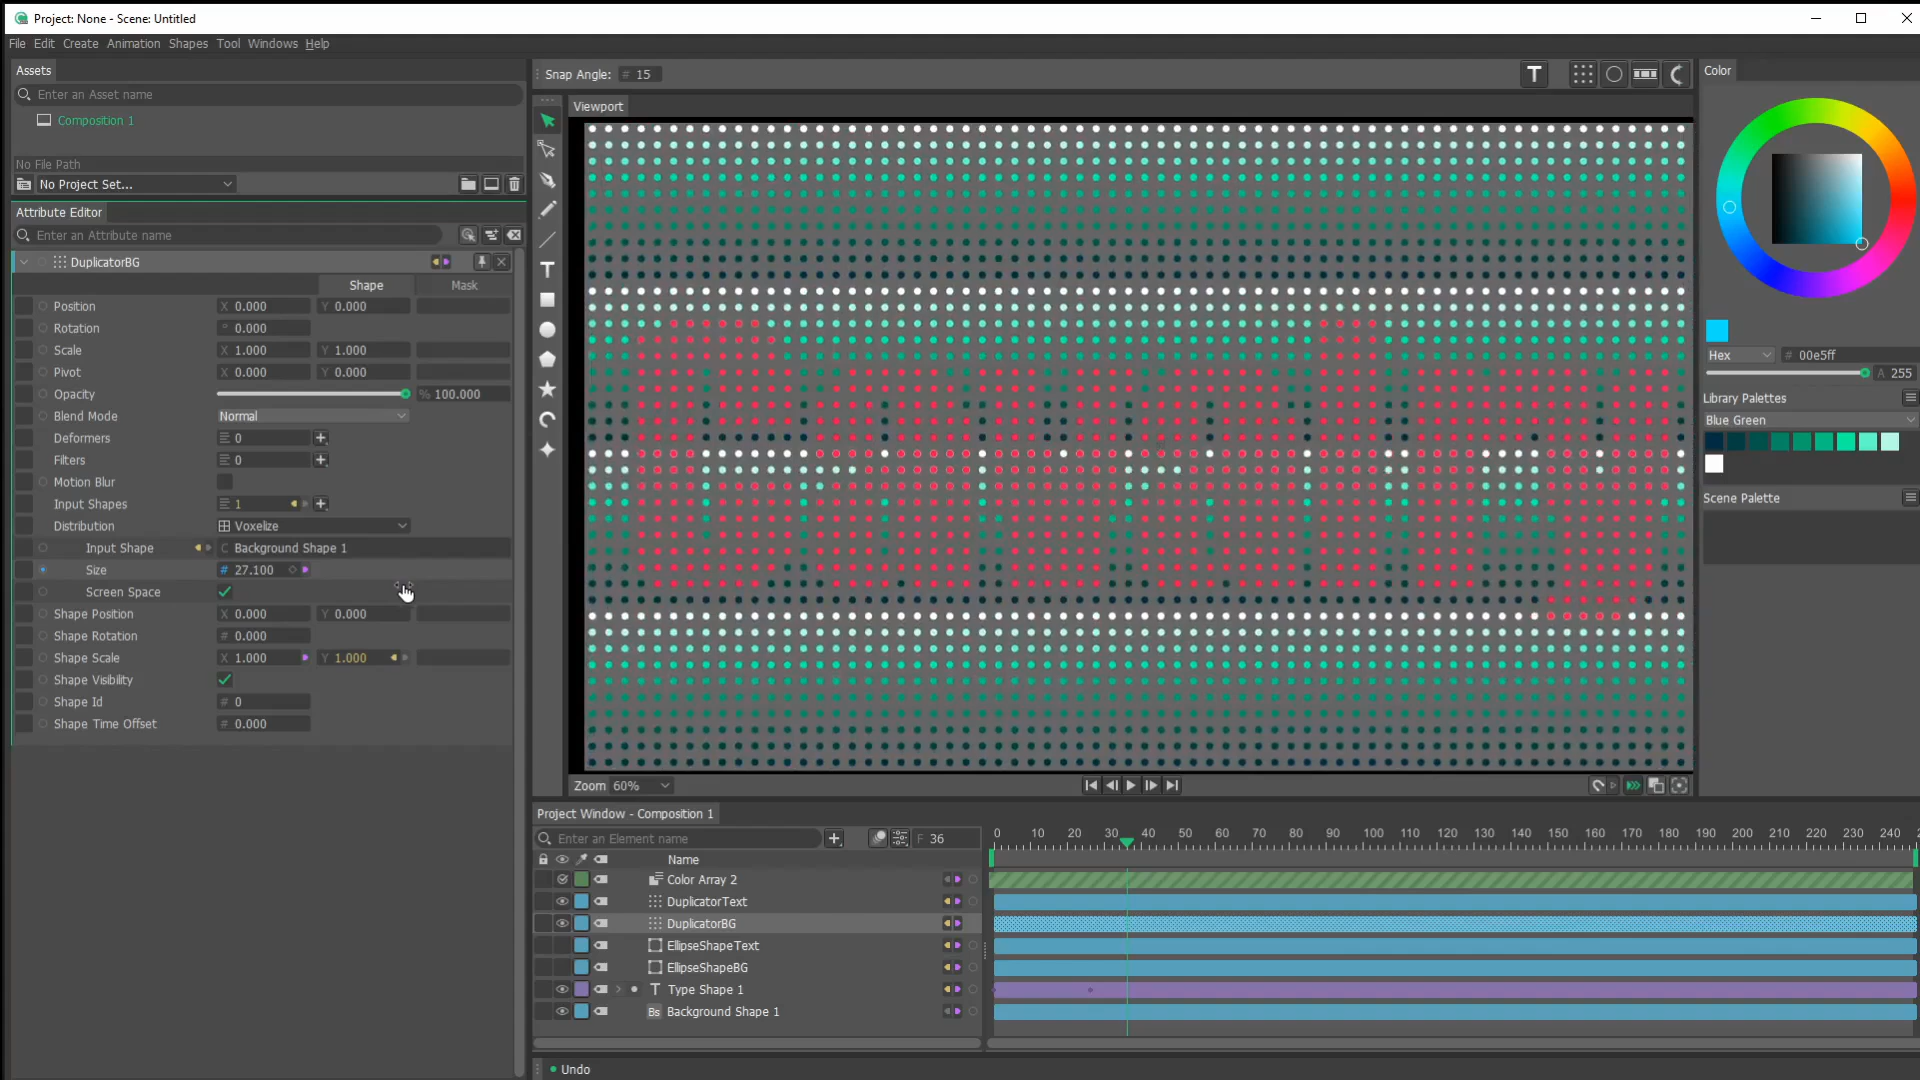 Project: None - Scene: Untitled
File Edit Create Animation Shapes Tool Windows Help
Assets
Enter an Asset name
Composition 1
No File Path
No Project Set...
Attribute Editor
Enter an Attribute name
DuplicatorBG
Shape Mask
Position X 0.000 Y 0.000
Rotation ° 0.000
Scale X 1.000 Y 1.000
Pivot X 0.000 Y 0.000
Opacity % 100.000
Blend Mode Normal
Deformers 0
Filters 0
Motion Blur
Input Shapes 1
Distribution Voxelize
Input Shape C Background Shape 1
Size # 27.100
Screen Space
Shape Position X 0.000 Y 0.000
Shape Rotation # 0.000
Shape Scale X 1.000 Y 1.000
Shape Visibility
Shape Id # 0
Shape Time Offset # 0.000
Snap Angle: # 15
Viewport
Zoom 60%
Project Window - Composition 1
Enter an Element name F 36
0 10 20 30 40 50 60 70 80 90 100 110 120 130 140 150 160 170 180 190 200 210 220 230 240
Name
Color Array 2
DuplicatorText
DuplicatorBG
EllipseShapeText
EllipseShapeBG
T Type Shape 1
Bs Background Shape 1
Undo
Color
Hex # 00e5ff
A 255
Library Palettes
Blue Green
Scene Palette